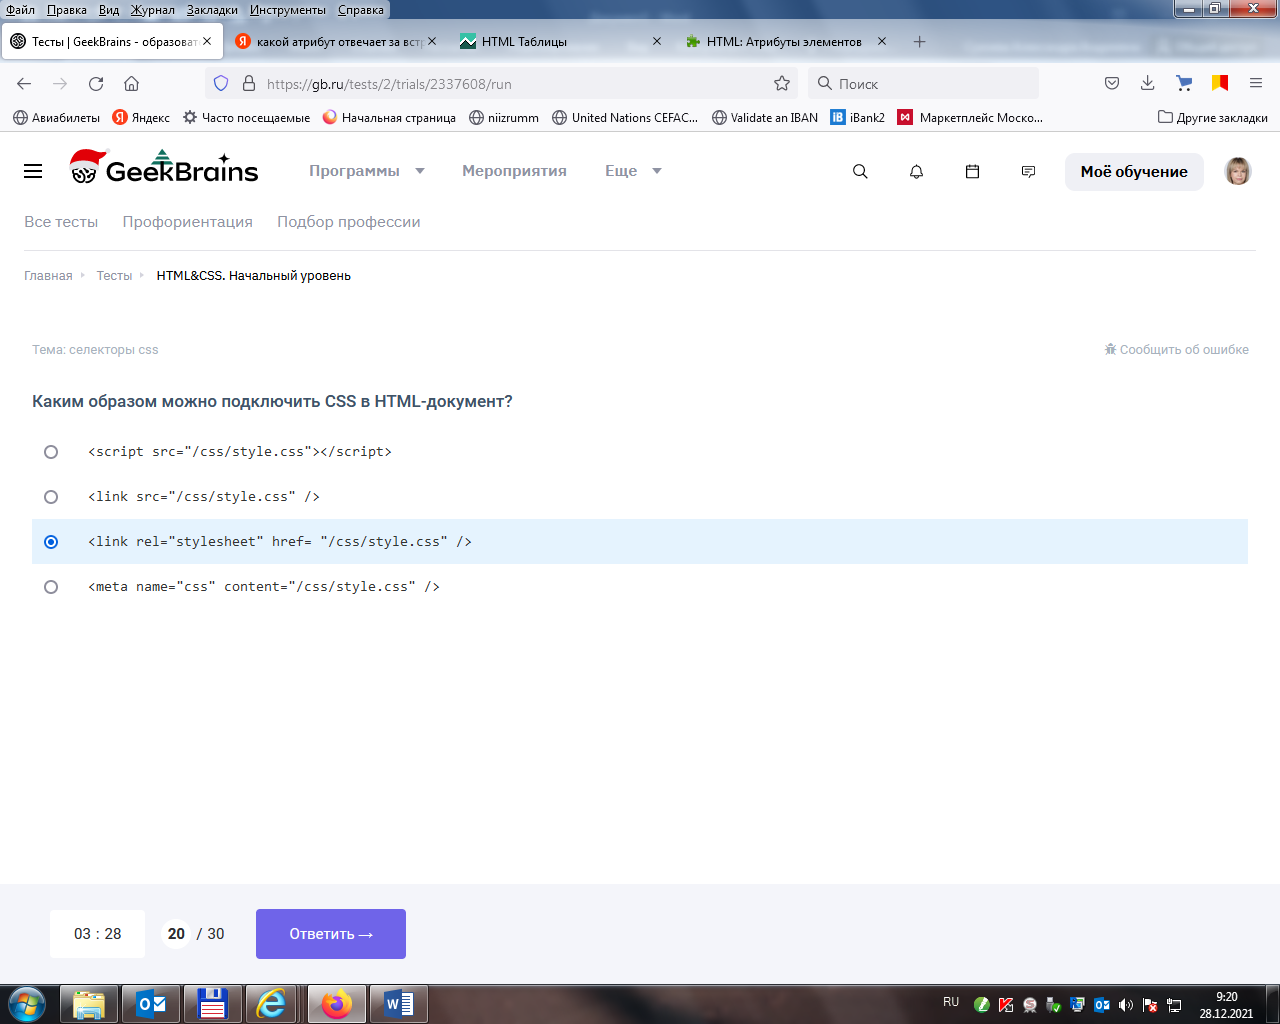 Файл Правка Вид Журнал Закладки Инструменты Справка
Тесты | GeekBrains - образоват
какой атрибут отвечает за встр
HTML Таблицы
HTML: Атрибуты элементов
https://gb.ru/tests/2/trials/2337608/run
Поиск
Авиабилеты Яндекс Часто посещаемые Начальная страница niizrumm United Nations CEFAC... Validate an IBAN iBank2 Маркетплейс Моско... Другие закладки
GeekBrains Программы Мероприятия Еще Моё обучение
Все тесты Профориентация Подбор профессии
Главная Тесты HTML&CSS. Начальный уровень
Тема: селекторы css Сообщить об ошибке
Каким образом можно подключить CSS в HTML-документ?
<script src="/css/style.css"></script>
<link src="/css/style.css" />
<link rel="stylesheet" href= "/css/style.css" />
<meta name="css" content="/css/style.css" />
03 : 28 20 / 30 Ответить →
RU 9:20
28.12.2021